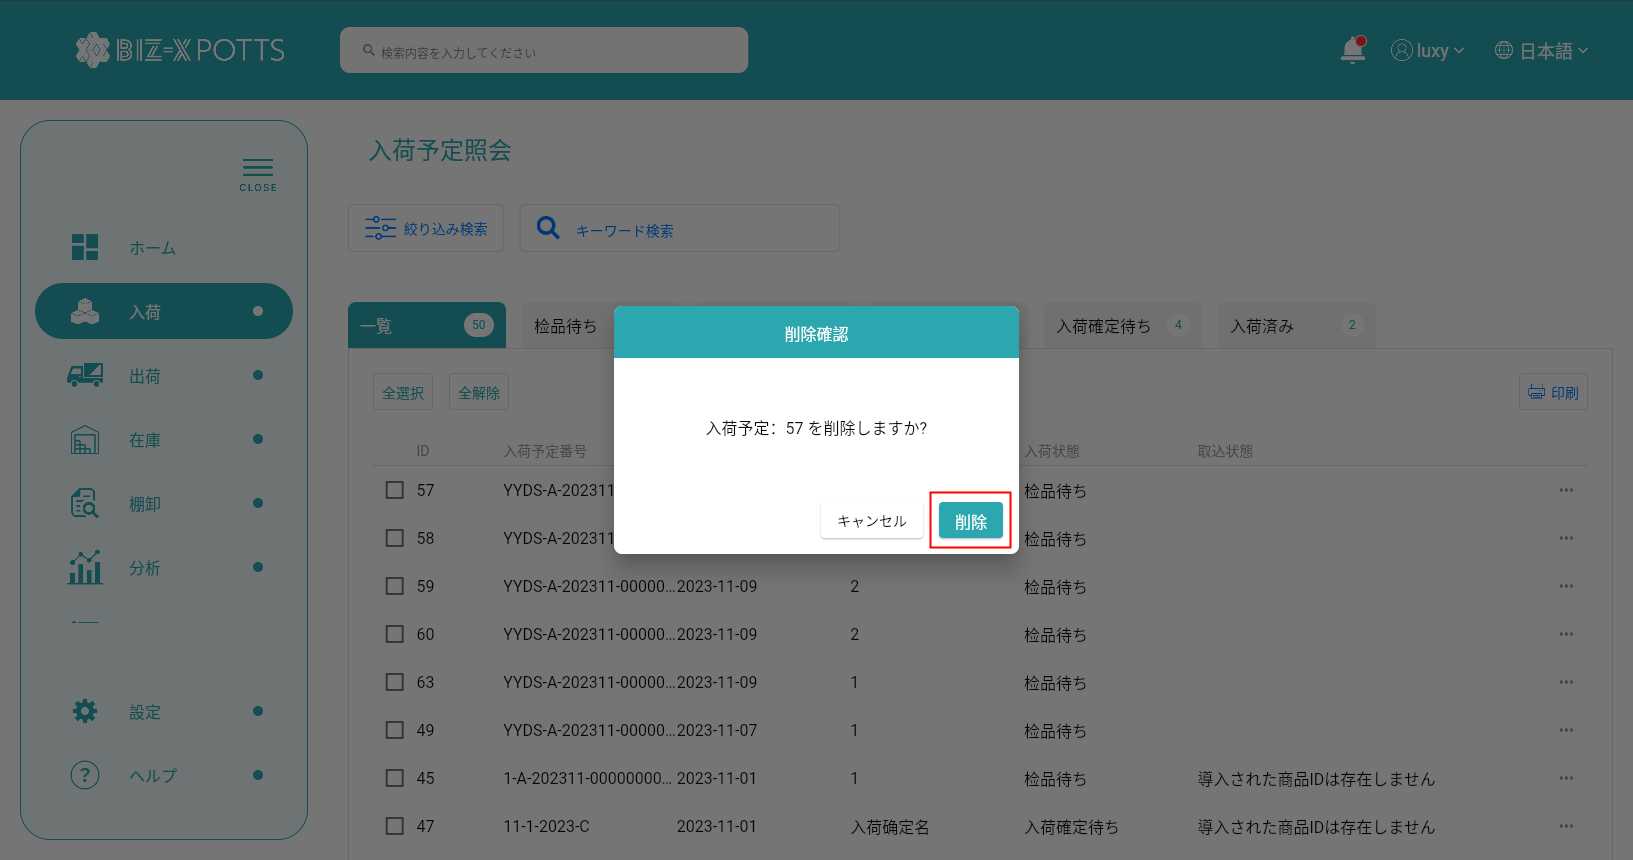 BIZ-X POTTS
検索内容を入力してください
luxy
日本語
CLOSE
ホーム
入荷
出荷
在庫
棚卸
分析
設定
ヘルプ
入荷予定照会
絞り込み検索
キーワード検索
一覧 50
检品待ち
入荷確定待ち 4
入荷済み 2
全選択
全解除
印刷
ID 入荷予定番号 入荷状態 取込状態
57 YYDS-A-202311 检品待ち
58 YYDS-A-202311 检品待ち
59 YYDS-A-202311-00000... 2023-11-09 2 检品待ち
60 YYDS-A-202311-00000... 2023-11-09 2 检品待ち
63 YYDS-A-202311-00000... 2023-11-09 1 检品待ち
49 YYDS-A-202311-00000... 2023-11-07 1 检品待ち
45 1-A-202311-00000000... 2023-11-01 1 检品待ち 導入された商品IDは存在しません
47 11-1-2023-C 2023-11-01 入荷确定名 入荷確定待ち 導入された商品IDは存在しません
削除確認
入荷予定：57 を削除しますか?
キャンセル
削除